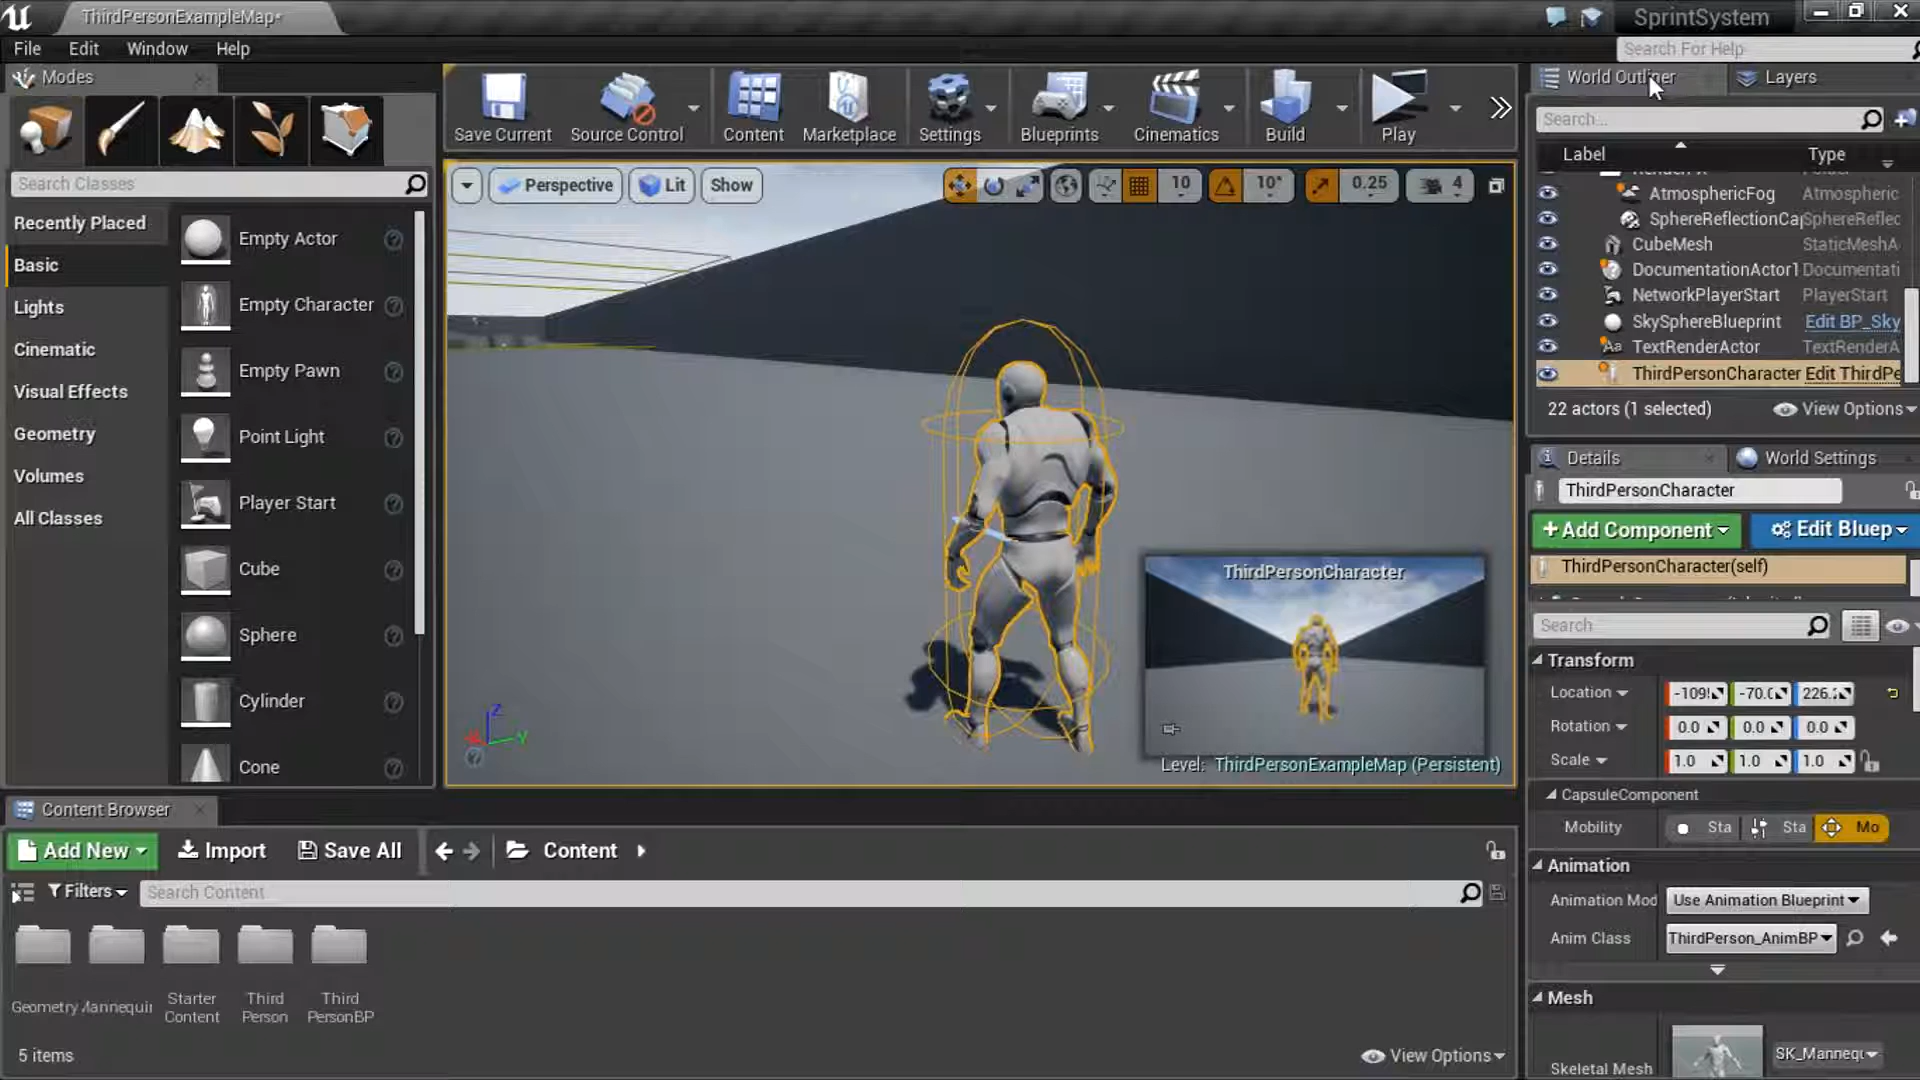 ThirdPersonExampleMap*
SprintSystem
File Edit Window Help
Search For Help
Modes
Search Classes
Recently Placed
Basic
Lights
Cinematic
Visual Effects
Geometry
Volumes
All Classes
Empty Actor
Empty Character
Empty Pawn
Point Light
Player Start
Cube
Sphere
Cylinder
Cone
Save Current Source Control Content Marketplace Settings Blueprints Cinematics Build Play
Perspective Lit Show
10 10° 0.25 4
ThirdPersonCharacter
Z
Y
Level: ThirdPersonExampleMap (Persistent)
World Outliner Layers
Search...
Label Type
AtmosphericFog Atmospheric
SphereReflectionCap SphereReflec
CubeMesh StaticMeshA
DocumentationActor1 Documentati
NetworkPlayerStart PlayerStart
SkySphereBlueprint Edit BP_Sky
TextRenderActor TextRenderA
ThirdPersonCharacter Edit ThirdPe
22 actors (1 selected) View Options
Details World Settings
ThirdPersonCharacter
+Add Component Edit Bluep
ThirdPersonCharacter(self)
Search
Transform
Location -109 -70.0 226.
Rotation 0.0 0.0 0.0
Scale 1.0 1.0 1.0
CapsuleComponent
Mobility Sta Sta Mo
Animation
Animation Mod Use Animation Blueprint
Anim Class ThirdPerson_AnimBP
Mesh
Skeletal Mesh SK_Mannequ
Content Browser
Add New Import Save All Content
Filters Search Content
Geometry Mannequin Starter Content Third Person Third PersonBP
5 items
View Options